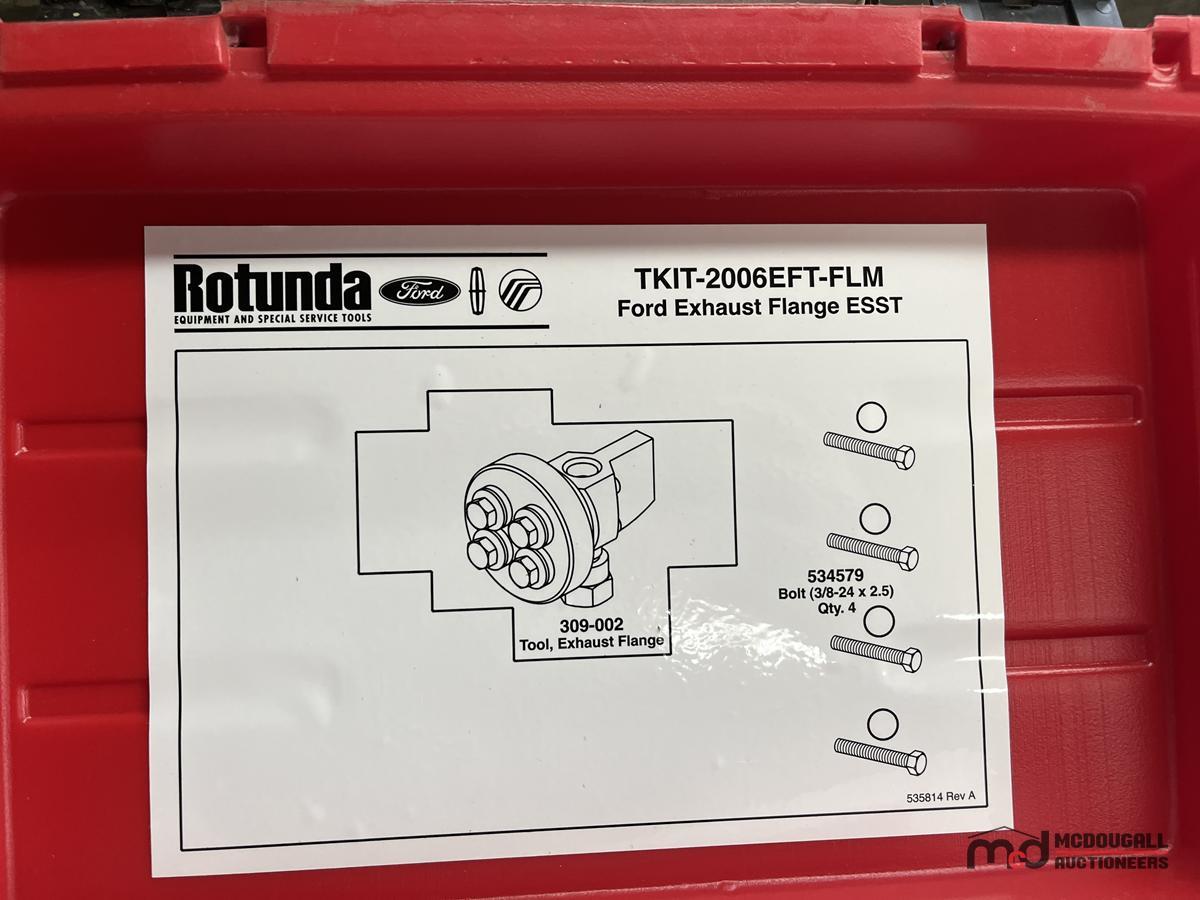 Rotunda
EQUIPMENT AND SPECIAL SERVICE TOOLS
Ford
TKIT-2006EFT-FLM
Ford Exhaust Flange ESST
309-002
Tool, Exhaust Flange
534579
Bolt (3/8-24 x 2.5)
Qty. 4
535814 Rev A
m&d MCDOUGALL
AUCTIONEERS